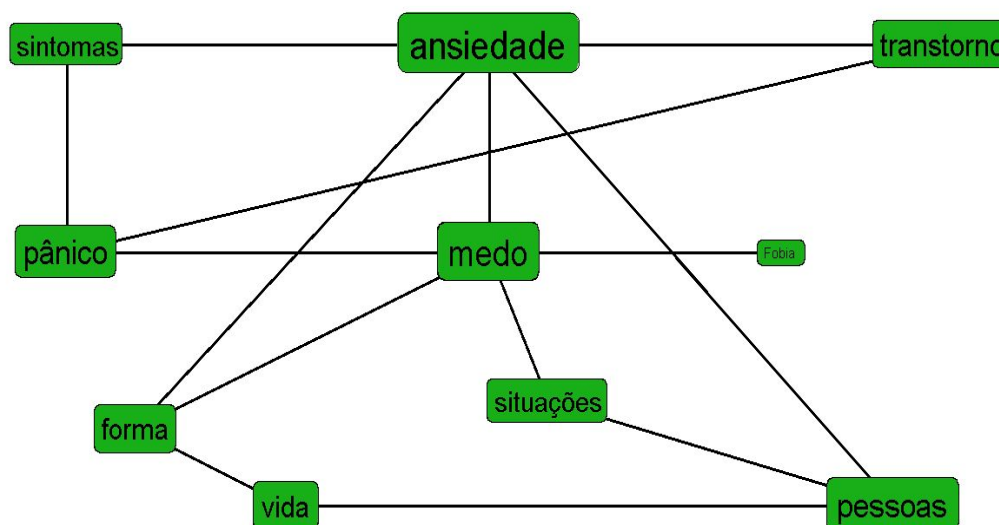 sintomas
ansiedade
transtorno
pânico
medo
Fobia
forma
situações
vida
pessoas